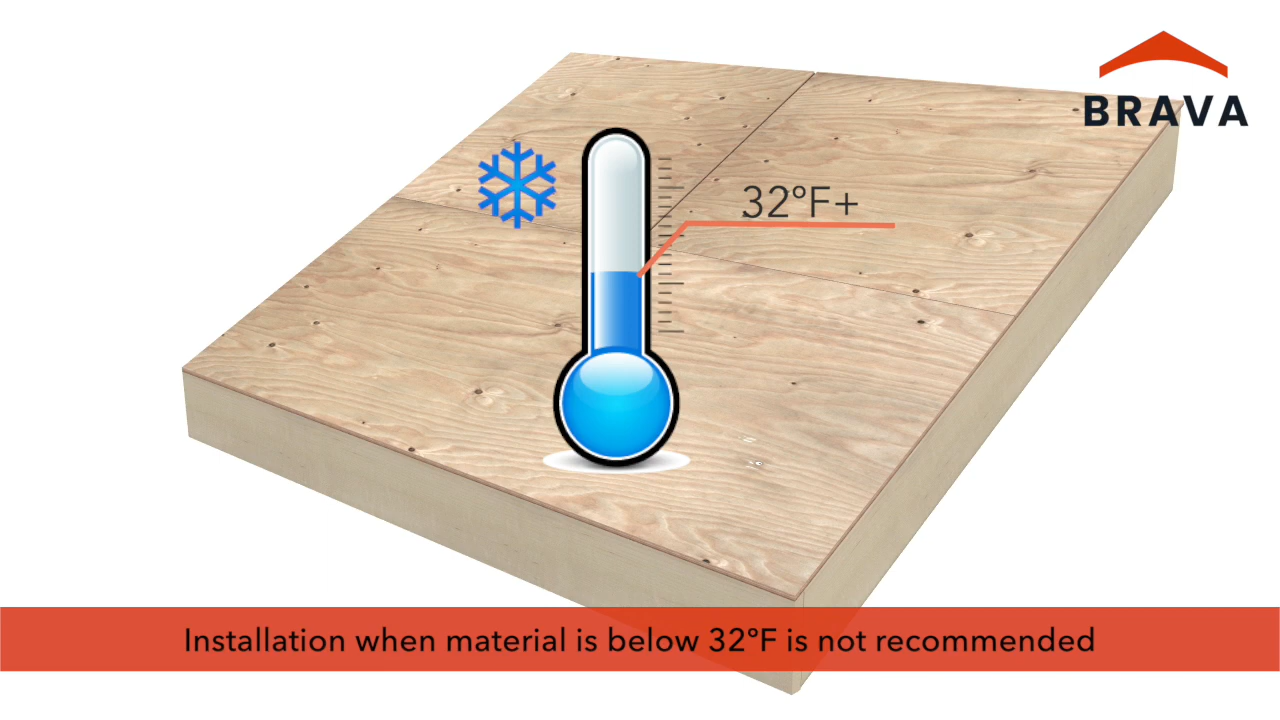 BRAVA
32°F+
Installation when material is below 32°F is not recommended